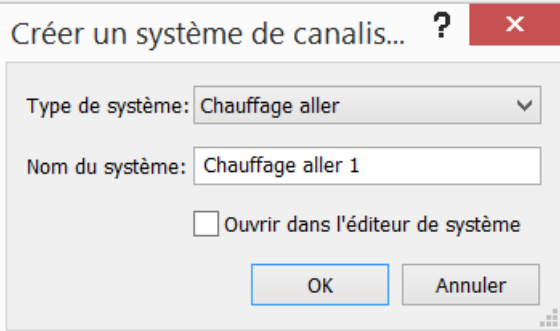 Créer un système de canalis... ? ×
Type de système: Chauffage aller
Nom du système: Chauffage aller 1
Ouvrir dans l'éditeur de système
OK Annuler